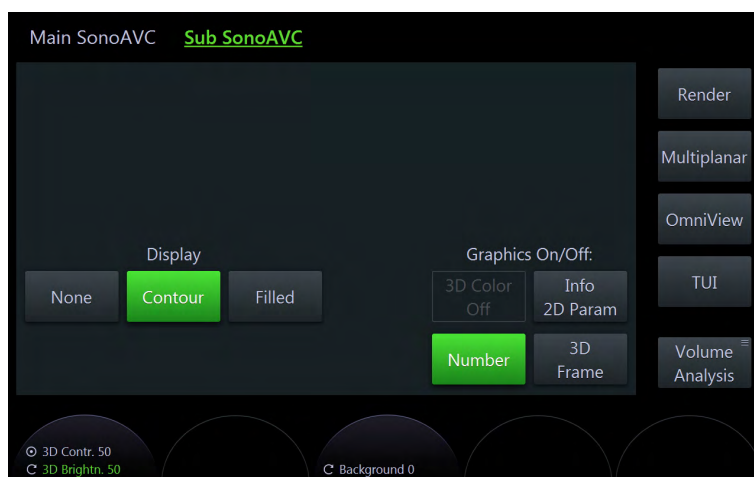 Main SonoAVC
Sub SonoAVC
Render
Multiplanar
OmniView
TUI
Volume
Analysis
Display
None
Contour
Filled
Graphics On/Off:
3D Color
Off
Info
2D Param
Number
3D
Frame
3D Contr. 50
3D Brightn. 50
Background 0